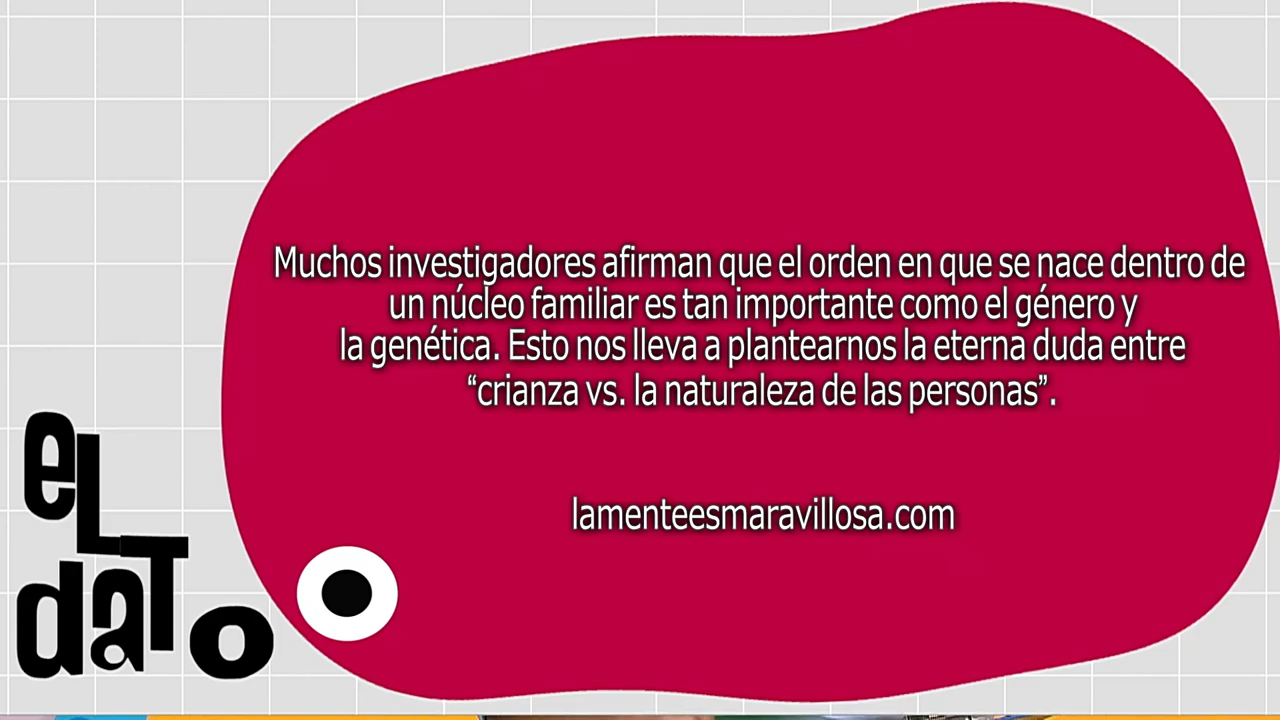 Muchos investigadores afirman que el orden en que se nace dentro de
un núcleo familiar es tan importante como el género y
la genética. Esto nos lleva a plantearnos la eterna duda entre
“crianza vs. la naturaleza de las personas”.
lamenteesmaravillosa.com
eL
daTo